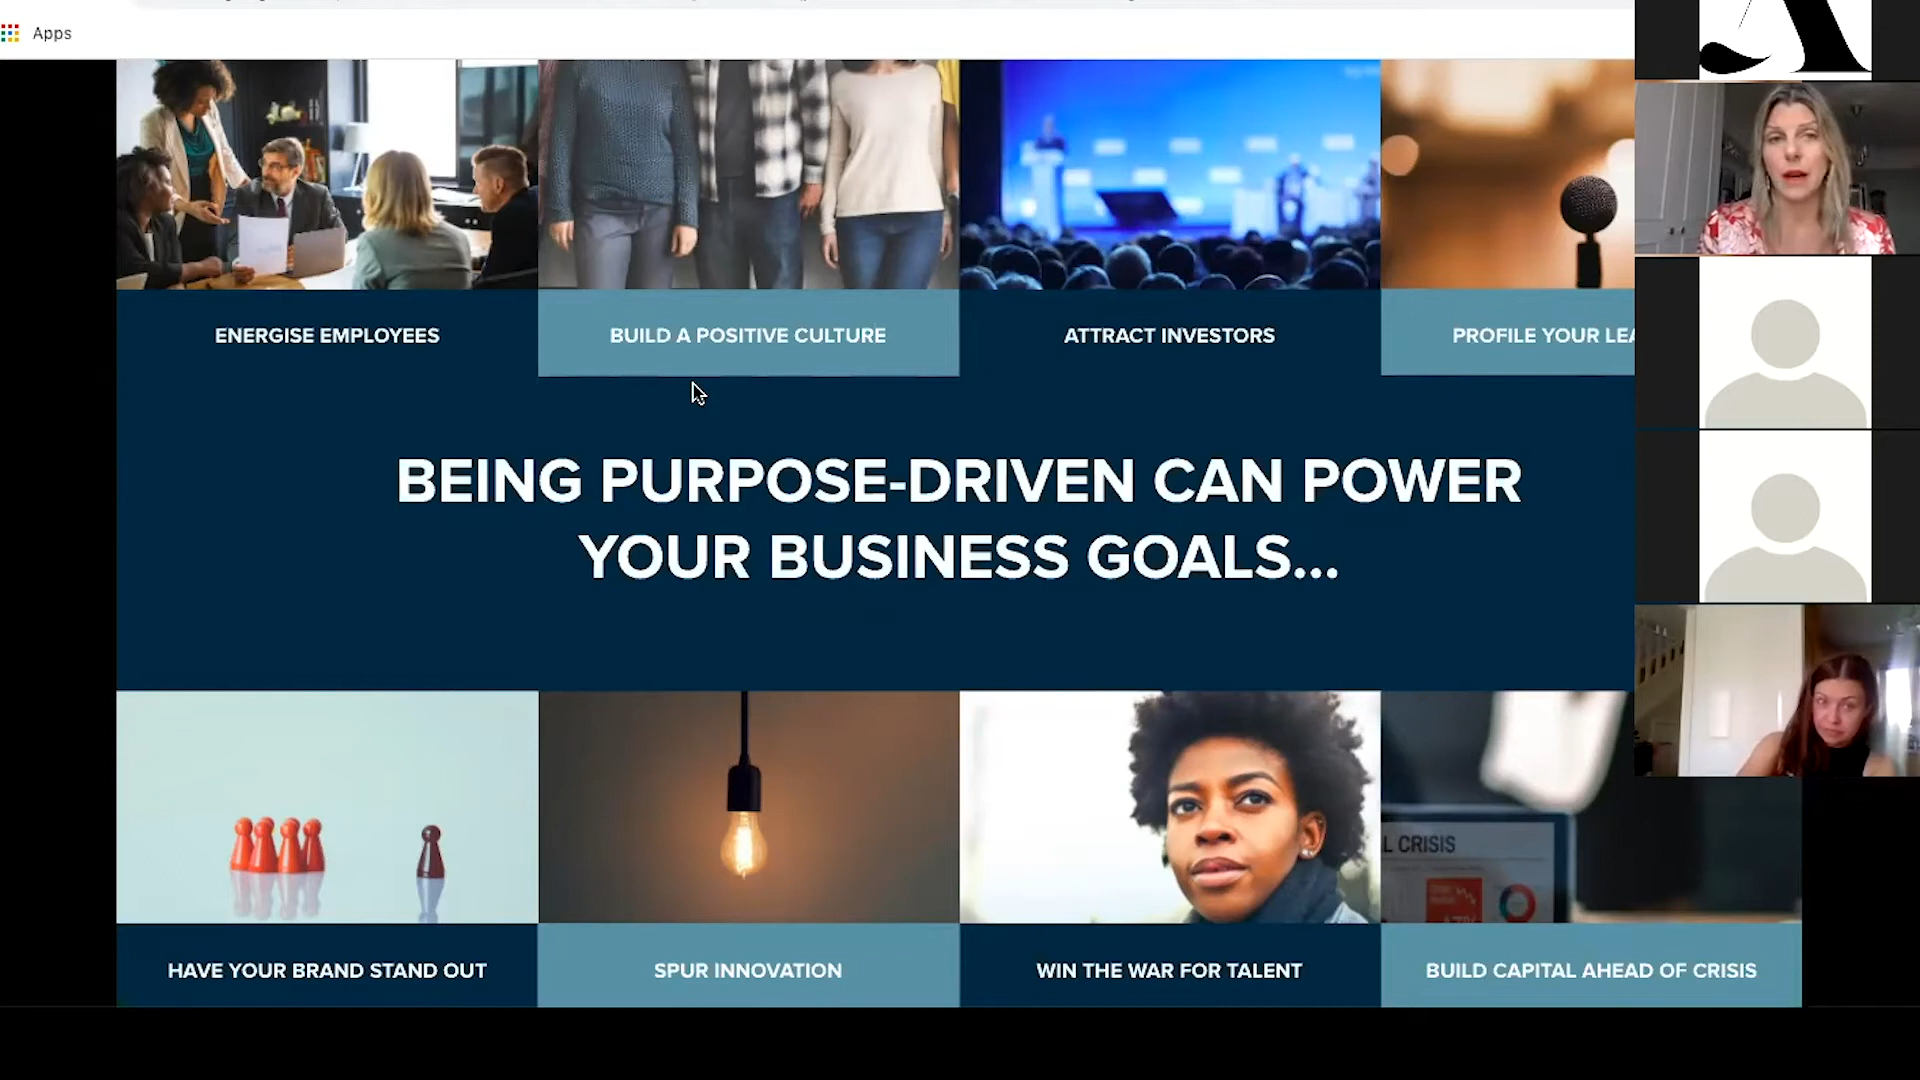 Apps
ENERGISE EMPLOYEES
BUILD A POSITIVE CULTURE
ATTRACT INVESTORS
PROFILE YOUR
BEING PURPOSE-DRIVEN CAN POWER
YOUR BUSINESS GOALS...
L CRISIS
HAVE YOUR BRAND STAND OUT
SPUR INNOVATION
WIN THE WAR FOR TALENT
BUILD CAPITAL AHEAD OF CRISIS